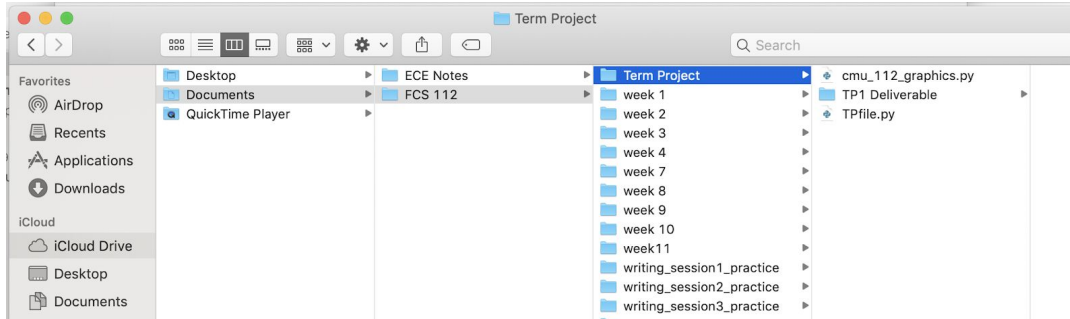 Term Project
Search
Favorites
AirDrop
Recents
Applications
Downloads
iCloud
iCloud Drive
Desktop
Documents
Desktop
Documents
QuickTime Player
ECE Notes
FCS 112
Term Project
week 1
week 2
week 3
week 4
week 7
week 8
week 9
week 10
week11
writing_session1_practice
writing_session2_practice
writing_session3_practice
cmu_112_graphics.py
TP1 Deliverable
TPfile.py